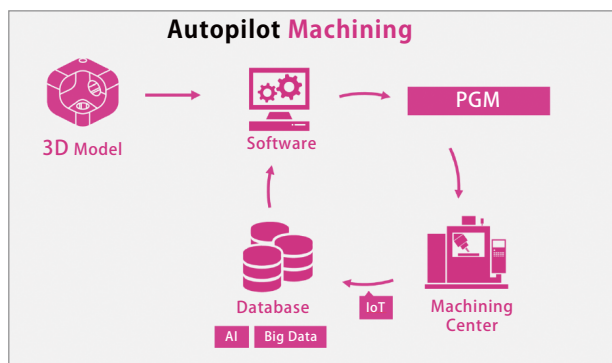 Autopilot Machining
3D Model
Software
PGM
Database
AI
Big Data
IoT
Machining
Center